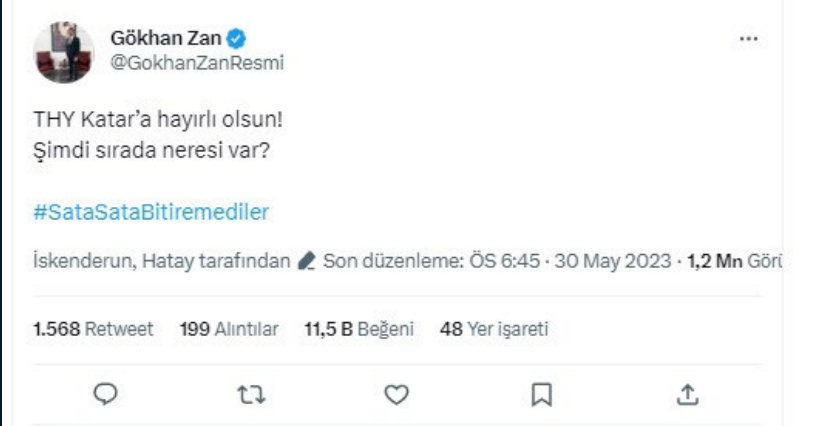 Gökhan Zan
@GokhanZanResmi
THY Katar’a hayırlı olsun!
Şimdi sırada neresi var?
#SataSataBitiremediler
İskenderun, Hatay tarafından Son düzenleme: ÖS 6:45 · 30 May 2023 · 1,2 Mn
1.568 Retweet 199 Alıntılar 11,5 B Beğeni 48 Yer işareti